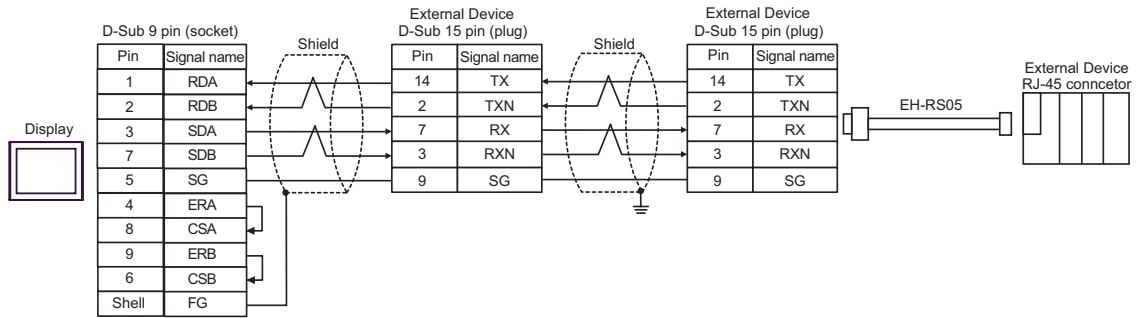 Display
D-Sub 9 pin (socket)
Pin Signal name
1 RDA
2 RDB
3 SDA
7 SDB
5 SG
4 ERA
8 CSA
9 ERB
6 CSB
Shell FG
Shield
External Device
D-Sub 15 pin (plug)
Pin Signal name
14 TX
2 TXN
7 RX
3 RXN
9 SG
Shield
External Device
D-Sub 15 pin (plug)
Pin Signal name
14 TX
2 TXN
7 RX
3 RXN
9 SG
EH-RS05
External Device
RJ-45 conncetor